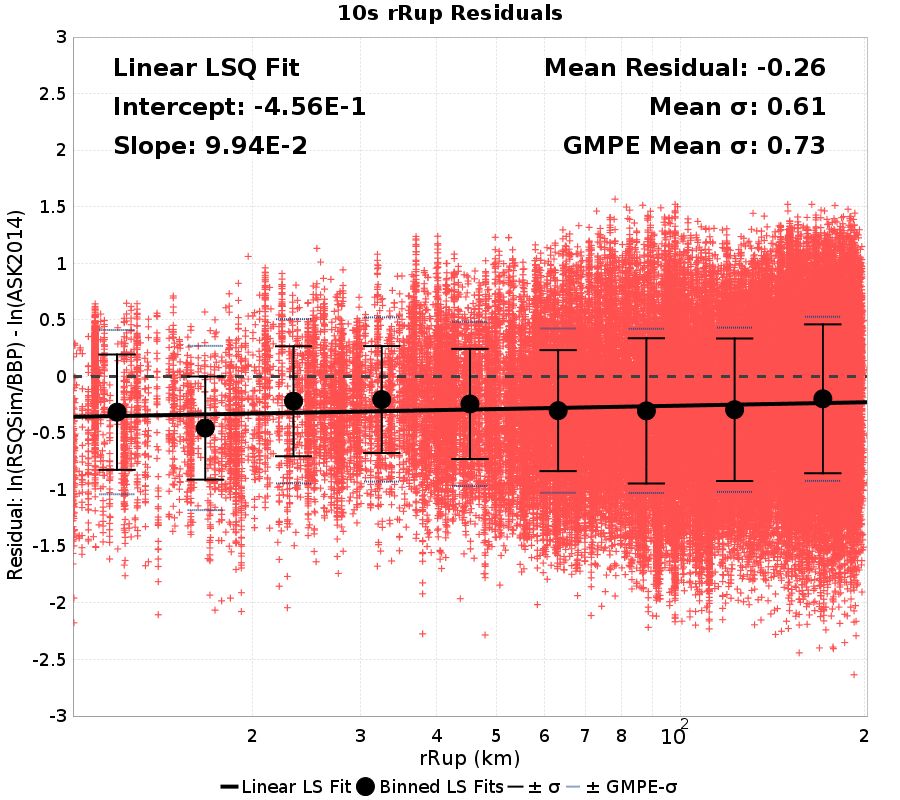 10s rRup Residuals
Linear LSQ Fit
Intercept: -4.56E-1
Slope: 9.94E-2
Mean Residual: -0.26
Mean σ: 0.61
GMPE Mean σ: 0.73
Residual: ln(RSQSim/BBP) - ln(ASK2014)
3
2.5
2
1.5
1
0.5
0
-0.5
-1
-1.5
-2
-2.5
-3
2 3 4 5 6 7 8 10² 2
rRup (km)
Linear LS Fit Binned LS Fits ± σ ± GMPE-σ